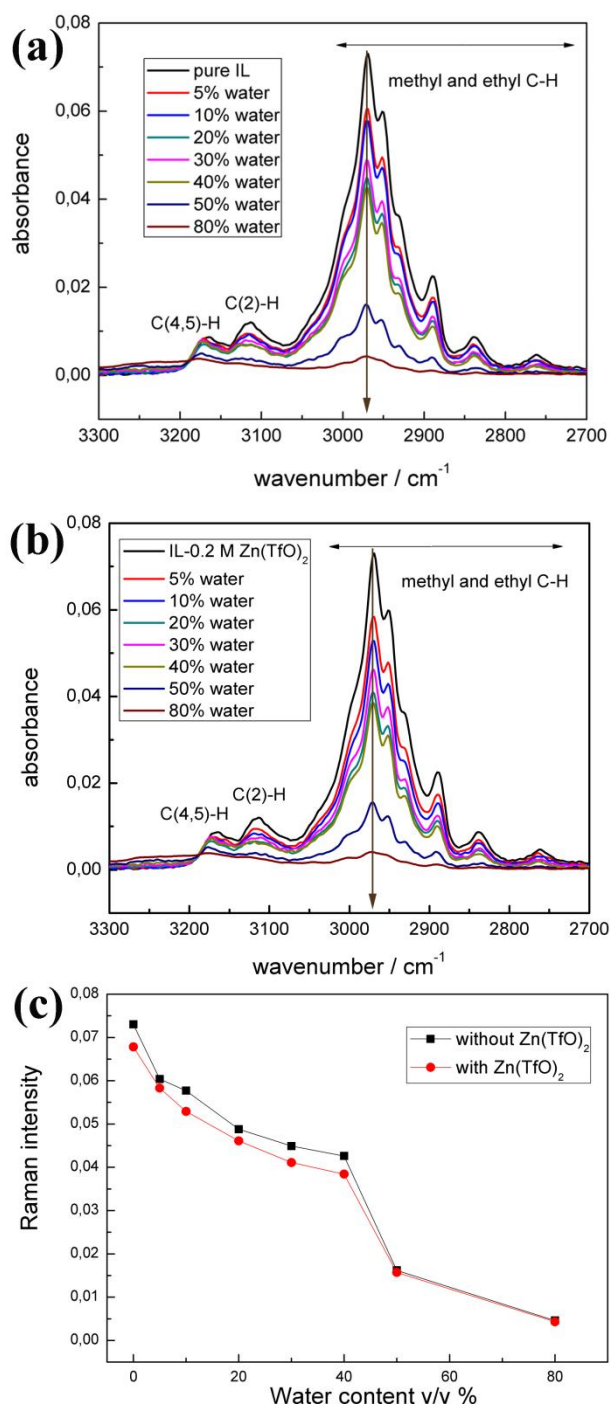 (a)
0,08
0,06
0,04
0,02
0,00
absorbance
pure IL
5% water
10% water
20% water
30% water
40% water
50% water
80% water
methyl and ethyl C-H
C(4,5)-H
C(2)-H
3300 3200 3100 3000 2900 2800 2700
wavenumber / cm⁻¹
(b)
0,08
0,06
0,04
0,02
0,00
absorbance
IL-0.2 M Zn(TfO)₂
5% water
10% water
20% water
30% water
40% water
50% water
80% water
methyl and ethyl C-H
C(4,5)-H
C(2)-H
3300 3200 3100 3000 2900 2800 2700
wavenumber / cm⁻¹
(c)
0,08
0,07
0,06
0,05
0,04
0,03
0,02
0,01
0,00
Raman intensity
without Zn(TfO)₂
with Zn(TfO)₂
0 20 40 60 80
Water content v/v %